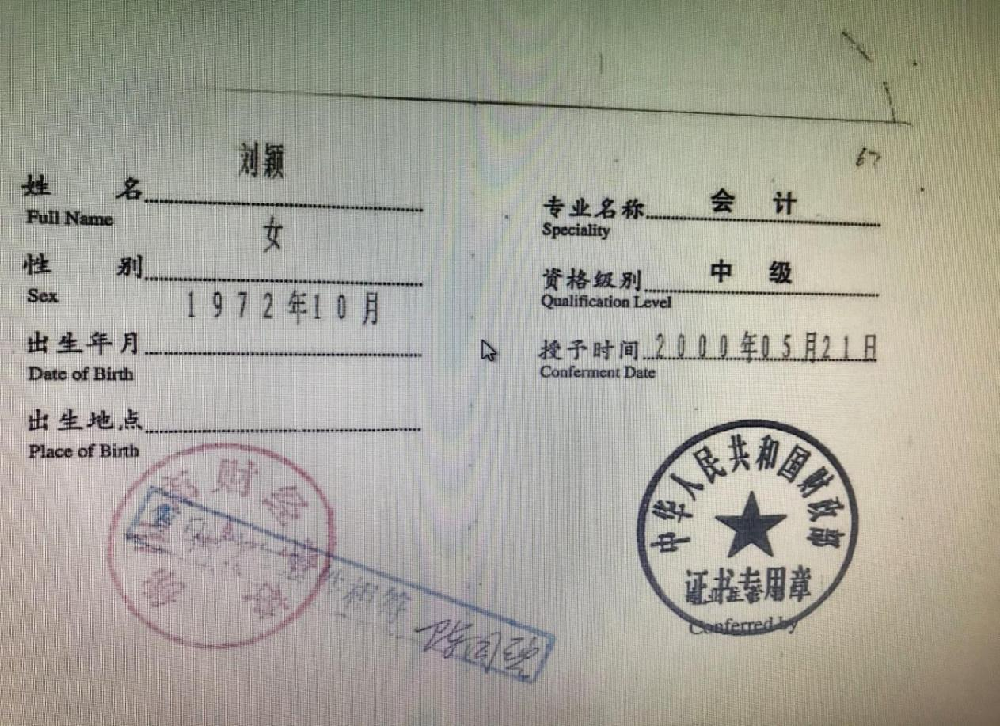 刘颖
姓 名
Full Name
女
性 别
Sex
1972年10月
出生年月
Date of Birth
出生地点
Place of Birth
67
专业名称 会 计
Speciality
资格级别 中 级
Qualification Level
授予时间 2000年05月21日
Conferment Date
中华人民共和国财政部
证书专用章
Conferred by
财经
相符